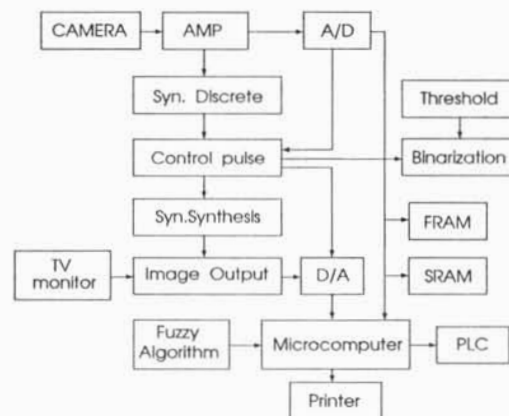 CAMERA
AMP
A/D
Syn. Discrete
Threshold
Control pulse
Binarization
Syn.Synthesis
FRAM
TV
monitor
Image Output
D/A
SRAM
Fuzzy
Algorithm
Microcomputer
PLC
Printer